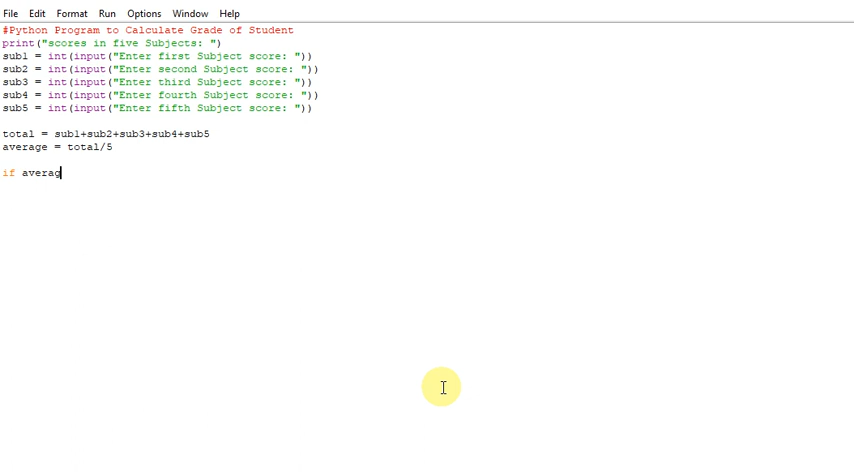 File Edit Format Run Options Window Help
#Python Program to Calculate Grade of Student
print("scores in five Subjects: ")
sub1 = int(input("Enter first Subject score: "))
sub2 = int(input("Enter second Subject score: "))
sub3 = int(input("Enter third Subject score: "))
sub4 = int(input("Enter fourth Subject score: "))
sub5 = int(input("Enter fifth Subject score: "))
total = sub1+sub2+sub3+sub4+sub5
average = total/5
if averag